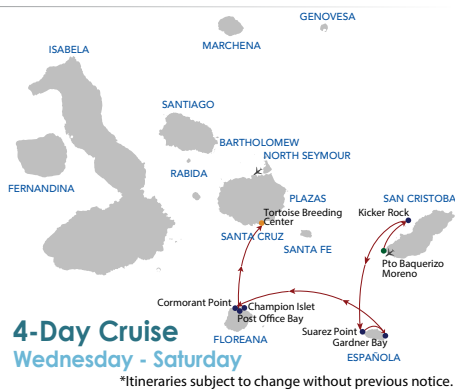 GENOVESA
MARCHENA
ISABELA
SANTIAGO
BARTHOLOMEW
NORTH SEYMOUR
RABIDA
FERNANDINA
PLAZAS
SAN CRISTOBA
Tortoise Breeding
Center
Kicker Rock
SANTA CRUZ
SANTA FE
Pto Baquerizo
Moreno
Cormorant Point
Champion Islet
Post Office Bay
Suarez Point
Gardner Bay
FLOREANA
ESPAÑOLA
4-Day Cruise
Wednesday - Saturday
*Itineraries subject to change without previous notice.